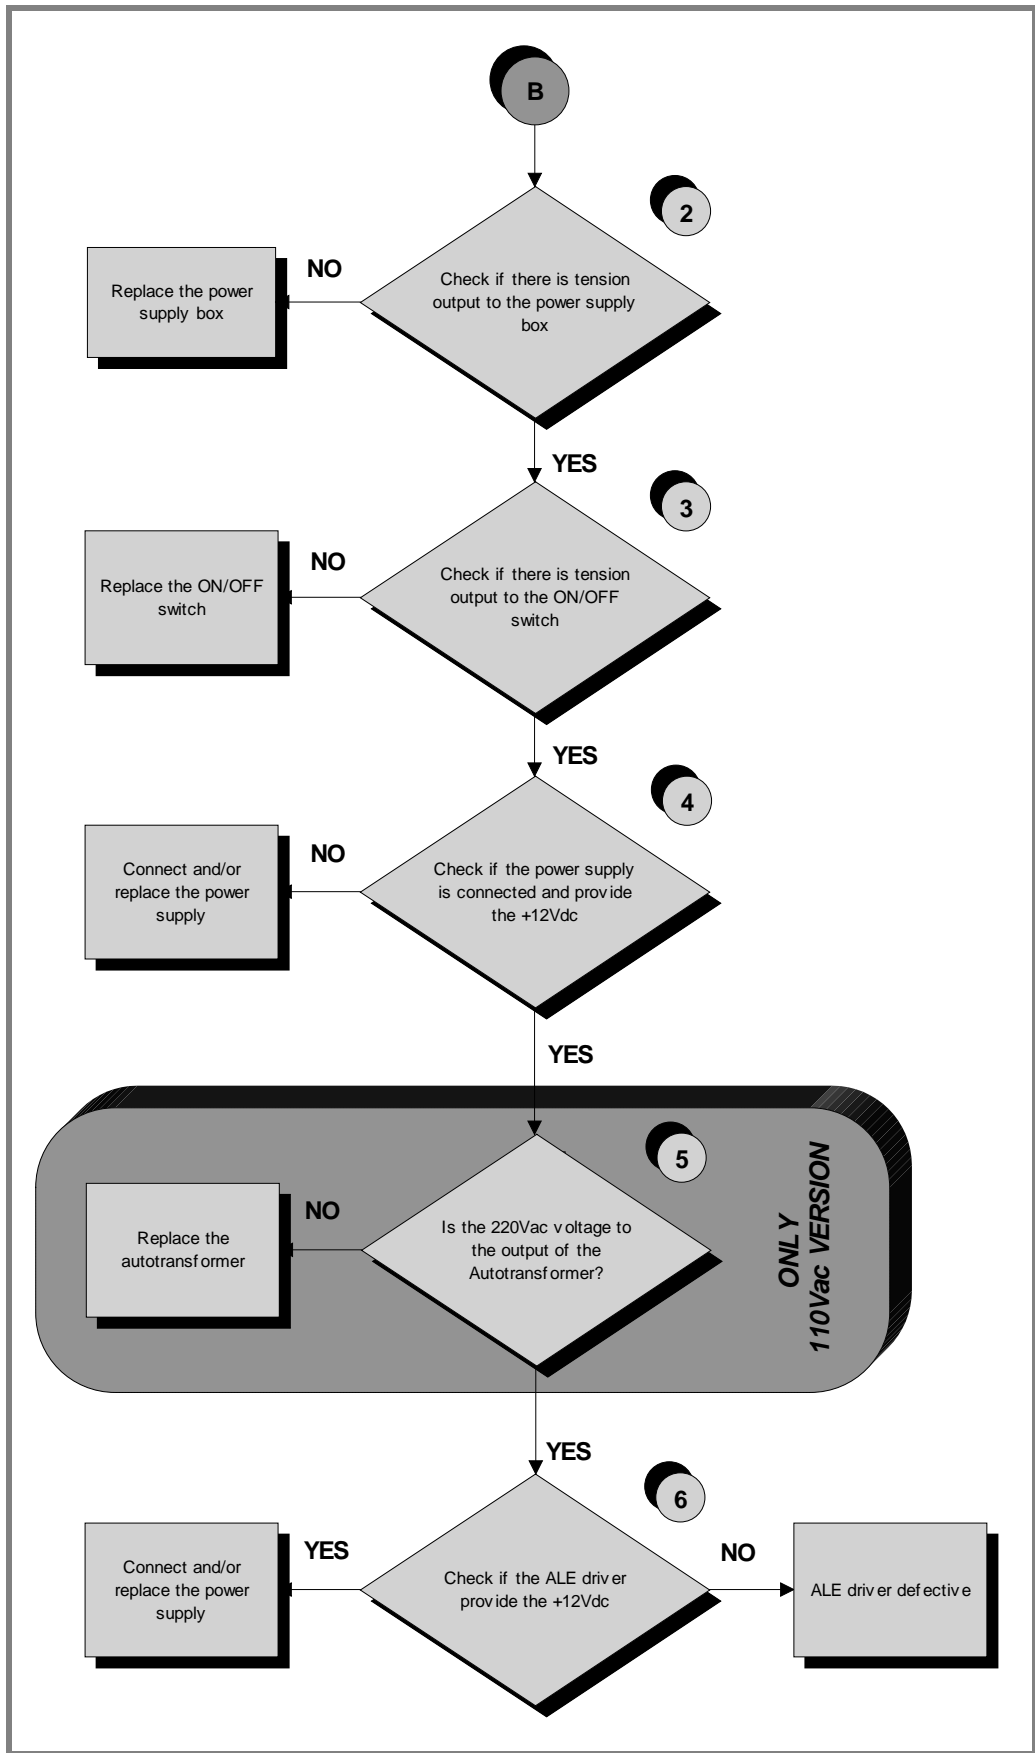 B
2
Check if there is tension
output to the power supply
box
NO
Replace the power
supply box
YES
3
Check if there is tension
output to the ON/OFF
switch
NO
Replace the ON/OFF
switch
YES
4
Check if the power supply
is connected and provide
the +12Vdc
NO
Connect and/or
replace the power
supply
YES
5
Is the 220Vac voltage to
the output of the
Autotransformer?
NO
Replace the
autotransformer
ONLY
110Vac VERSION
YES
6
Check if the ALE driver
provide the +12Vdc
YES
Connect and/or
replace the power
supply
NO
ALE driver defective